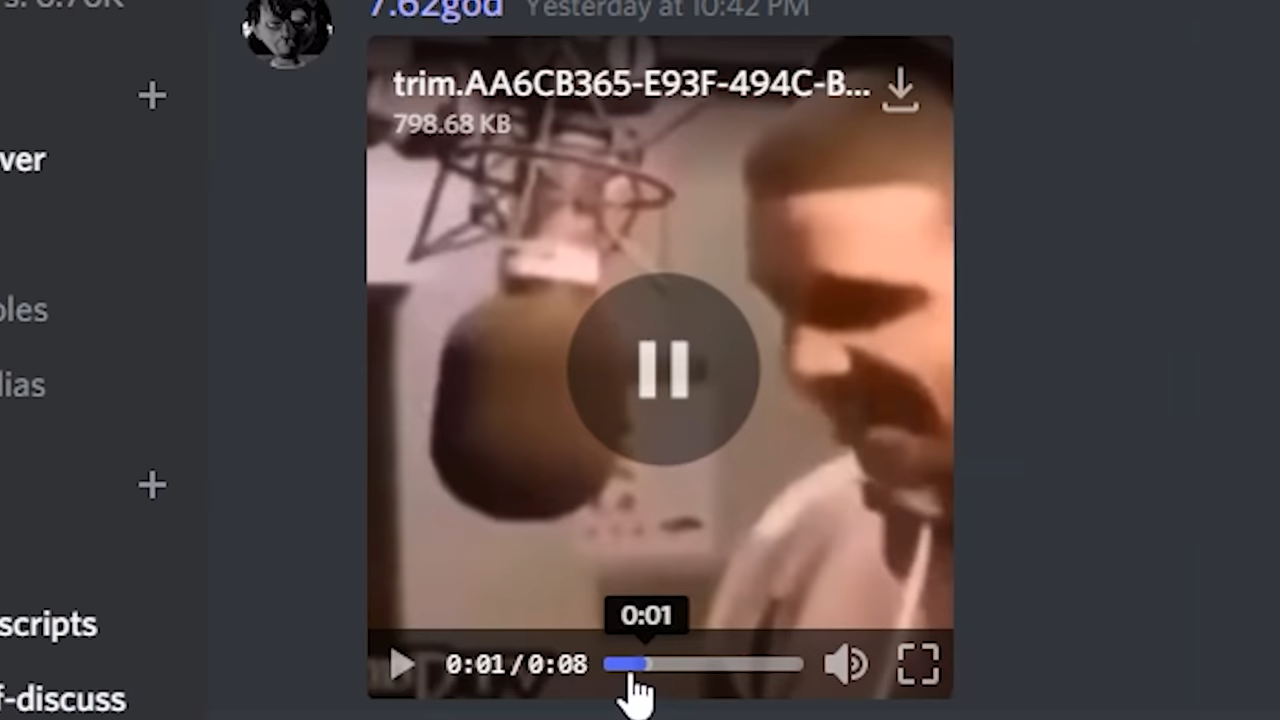 7.62god Yesterday at 10:42 PM
trim.AA6CB365-E93F-494C-B...
798.68 KB
ver
oles
lias
scripts
f-discuss
0:01
0:01/0:08